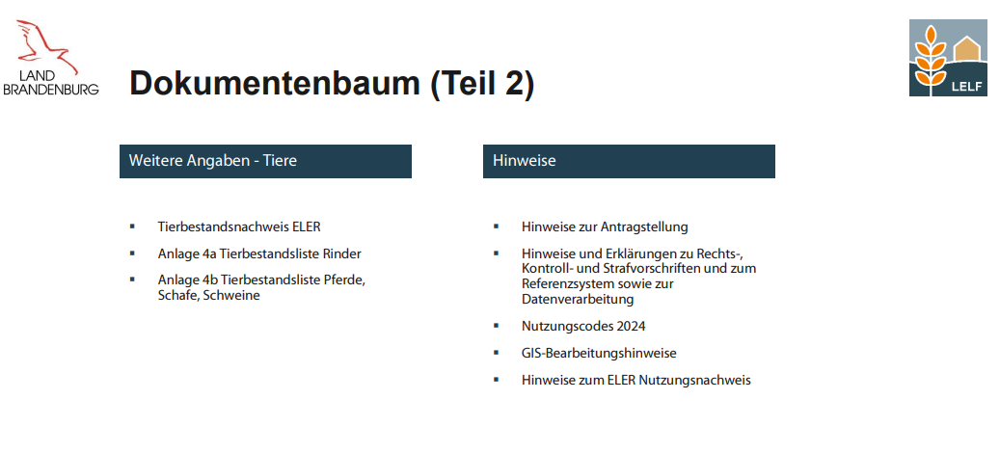 LAND
BRANDENBURG
Dokumentenbaum (Teil 2)
LELF
Weitere Angaben - Tiere
▪ Tierbestandsnachweis ELER
▪ Anlage 4a Tierbestandsliste Rinder
▪ Anlage 4b Tierbestandsliste Pferde,
Schafe, Schweine
Hinweise
▪ Hinweise zur Antragstellung
▪ Hinweise und Erklärungen zu Rechts-,
Kontroll- und Strafvorschriften und zum
Referenzsystem sowie zur
Datenverarbeitung
▪ Nutzungscodes 2024
▪ GIS-Bearbeitungshinweise
▪ Hinweise zum ELER Nutzungsnachweis